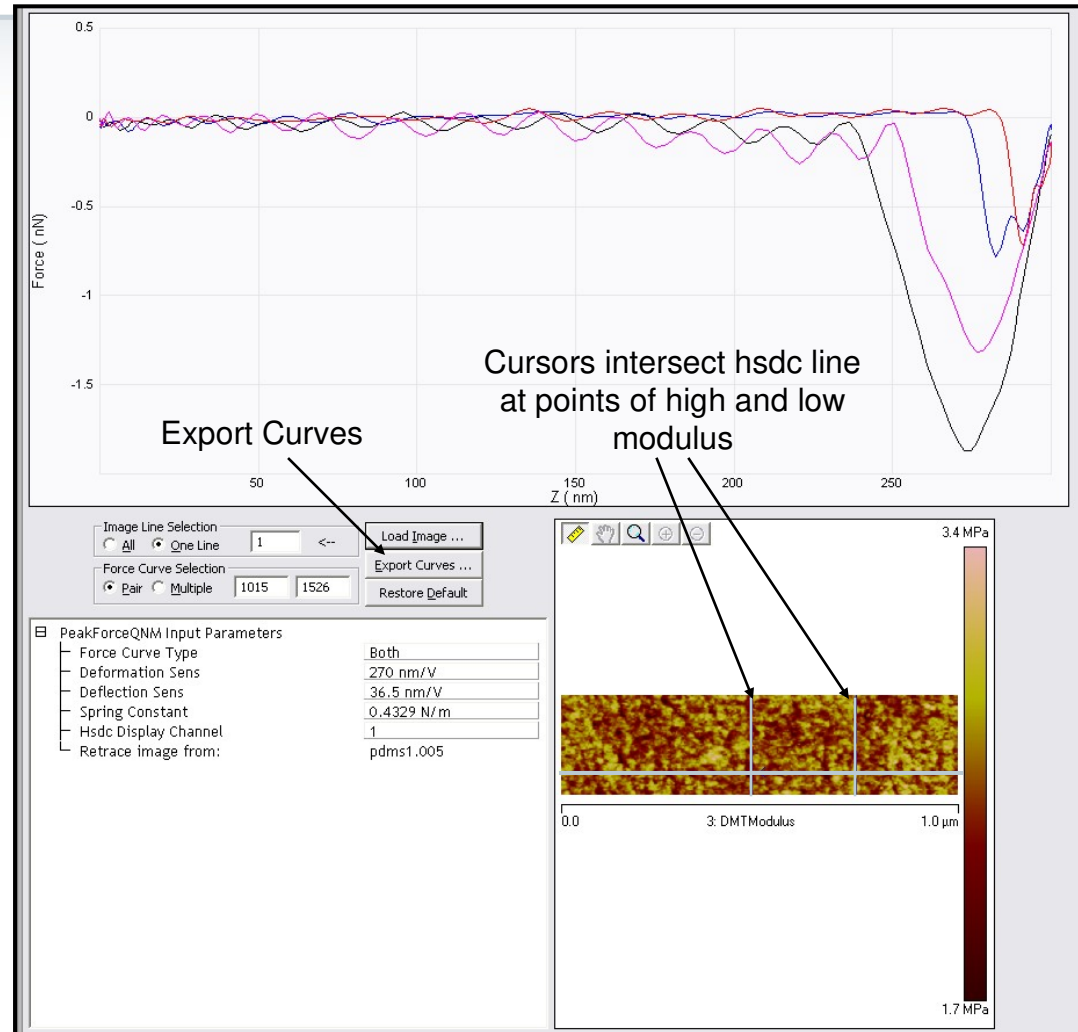 0.5
0
-0.5
-1
-1.5
Force ( nN)
50
100
150
200
250
Z ( nm)
Cursors intersect hsdc line
at points of high and low
modulus
Export Curves
Image Line Selection
All
One Line
1
<--
Load Image ...
Force Curve Selection
Pair
Multiple
1015
1526
Export Curves ...
Restore Default
PeakForceQNM Input Parameters
Force Curve Type Both
Deformation Sens 270 nm/V
Deflection Sens 36.5 nm/V
Spring Constant 0.4329 N/m
Hsdc Display Channel 1
Retrace image from: pdms1.005
3.4 MPa
0.0
3: DMTModulus
1.0 µm
1.7 MPa